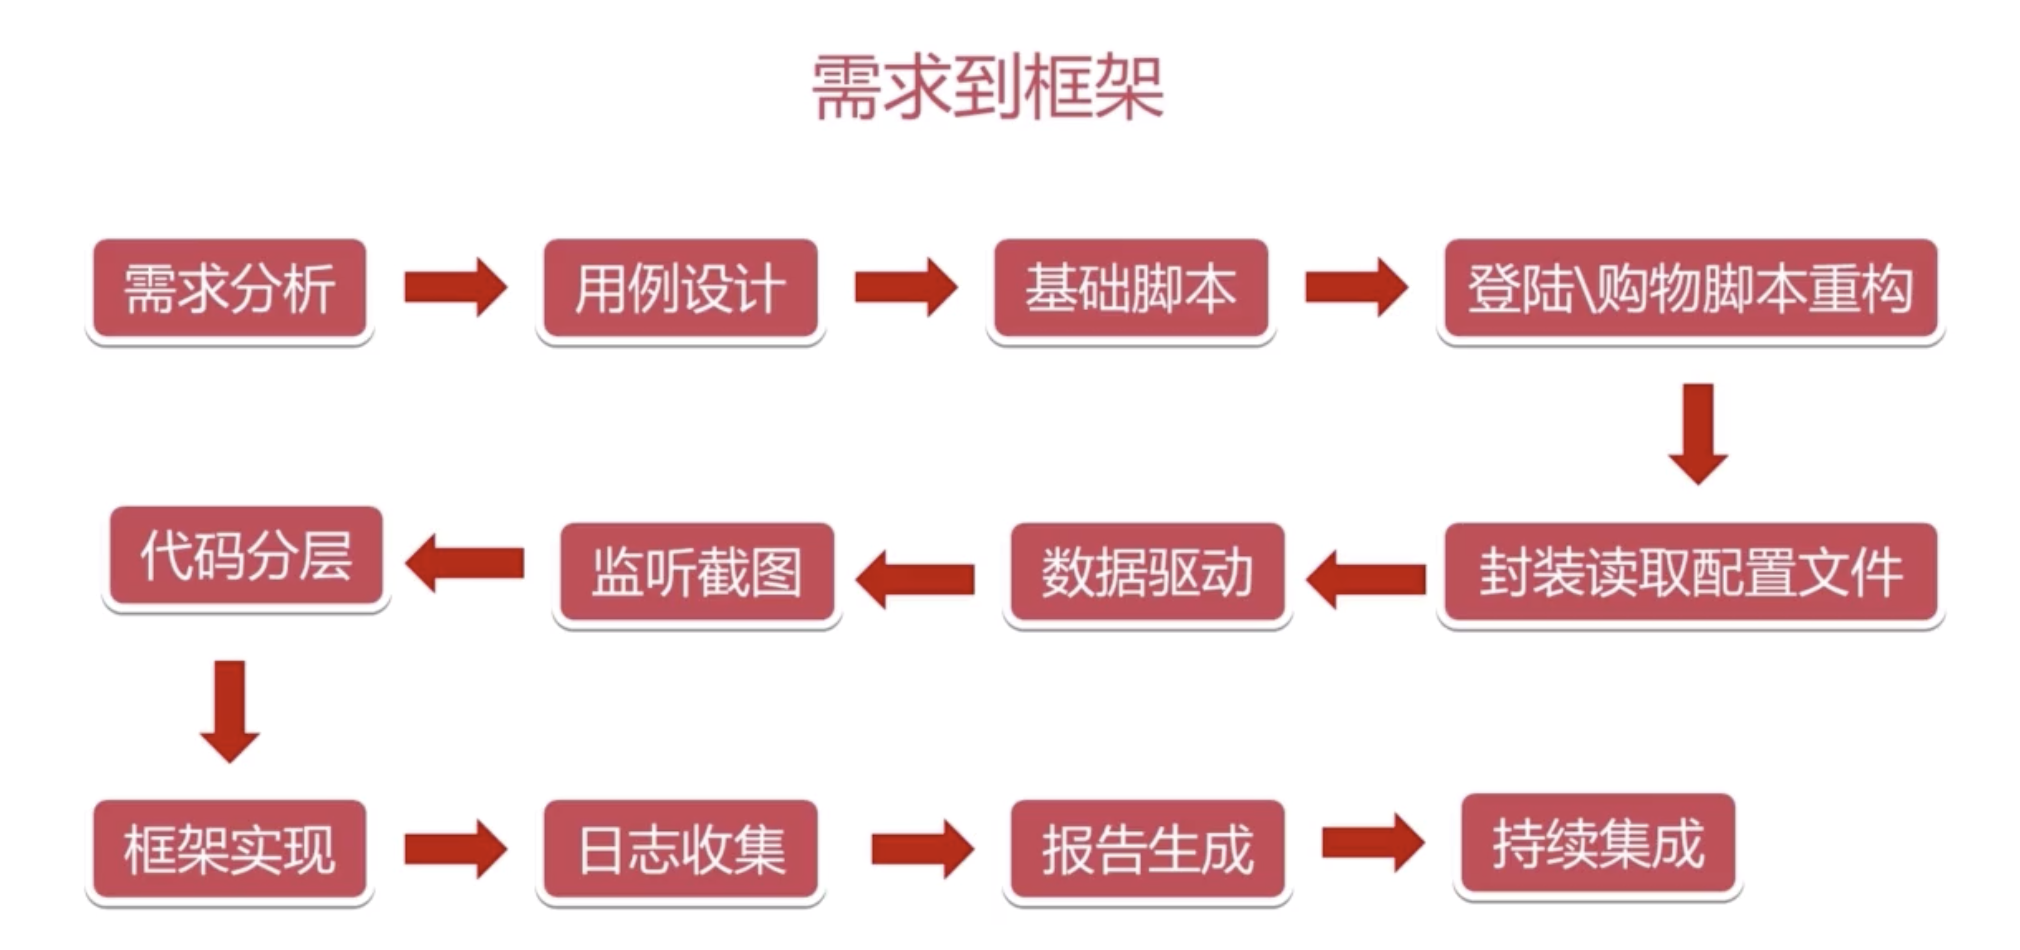 需求到框架
需求分析
用例设计
基础脚本
登陆\购物脚本重构
封装读取配置文件
数据驱动
监听截图
代码分层
框架实现
日志收集
报告生成
持续集成